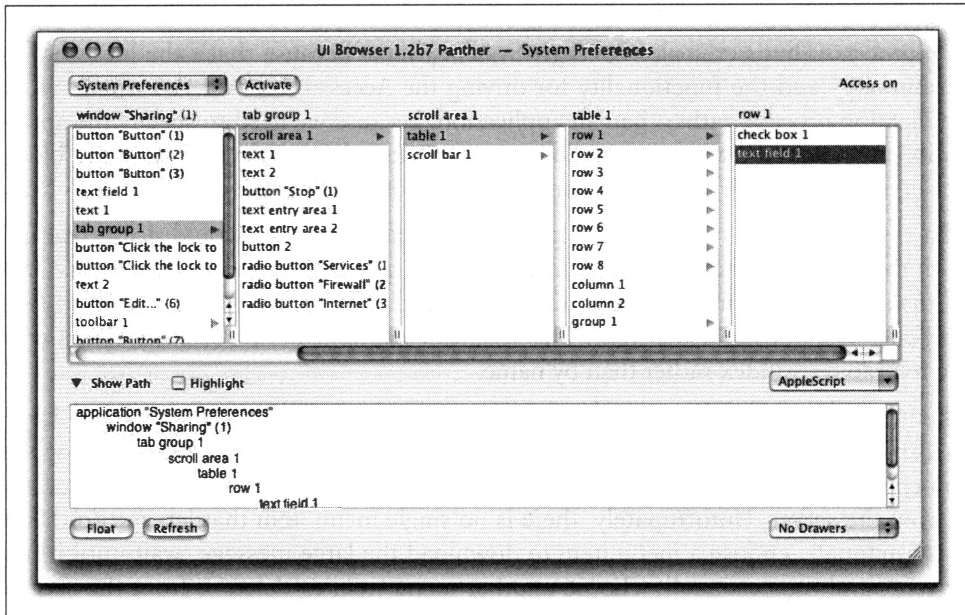 UI Browser 1.2b7 Panther — System Preferences
System Preferences
Activate
Access on
window "Sharing" (1)
button "Button" (1)
button "Button" (2)
button "Button" (3)
text field 1
text 1
tab group 1
button "Click the lock to
button "Click the lock to
text 2
button "Edit..." (6)
toolbar 1
button "Button" (7)
tab group 1
scroll area 1
text 1
text 2
button "Stop" (1)
text entry area 1
text entry area 2
button 2
radio button "Services" (1
radio button "Firewall" (2
radio button "Internet" (3
scroll area 1
table 1
scroll bar 1
table 1
row 1
row 2
row 3
row 4
row 5
row 6
row 7
row 8
column 1
column 2
group 1
row 1
check box 1
text field 1
Show Path
Highlight
AppleScript
application "System Preferences"
window "Sharing" (1)
tab group 1
scroll area 1
table 1
row 1
text field 1
Float
Refresh
No Drawers